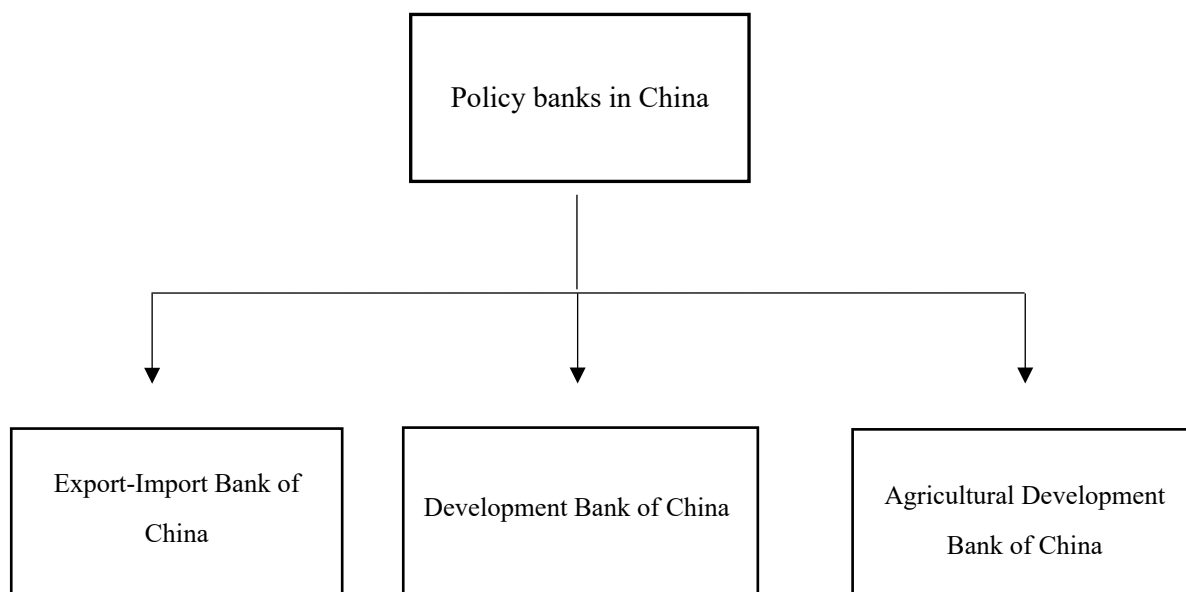 Policy banks in China
Export-Import Bank of
China
Development Bank of China
Agricultural Development
Bank of China